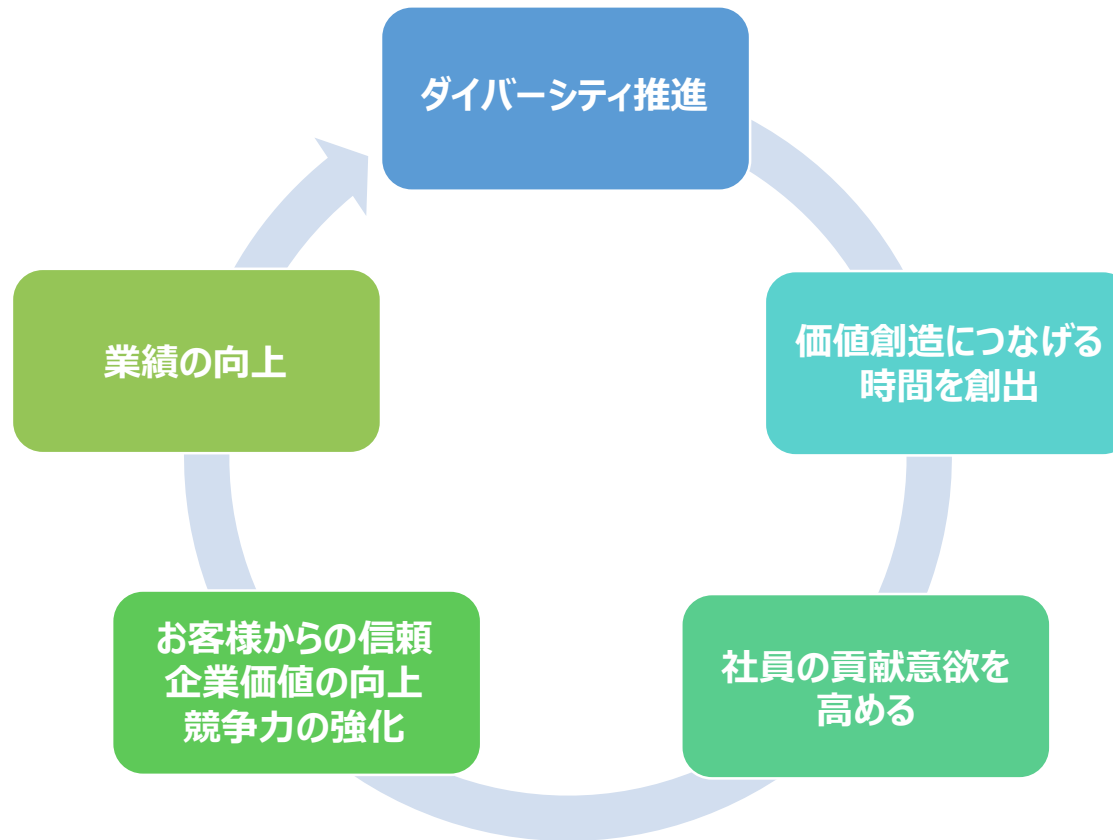 ダイバーシティ推進
価値創造につなげる
時間を創出
社員の貢献意欲を
高める
お客様からの信頼
企業価値の向上
競争力の強化
業績の向上